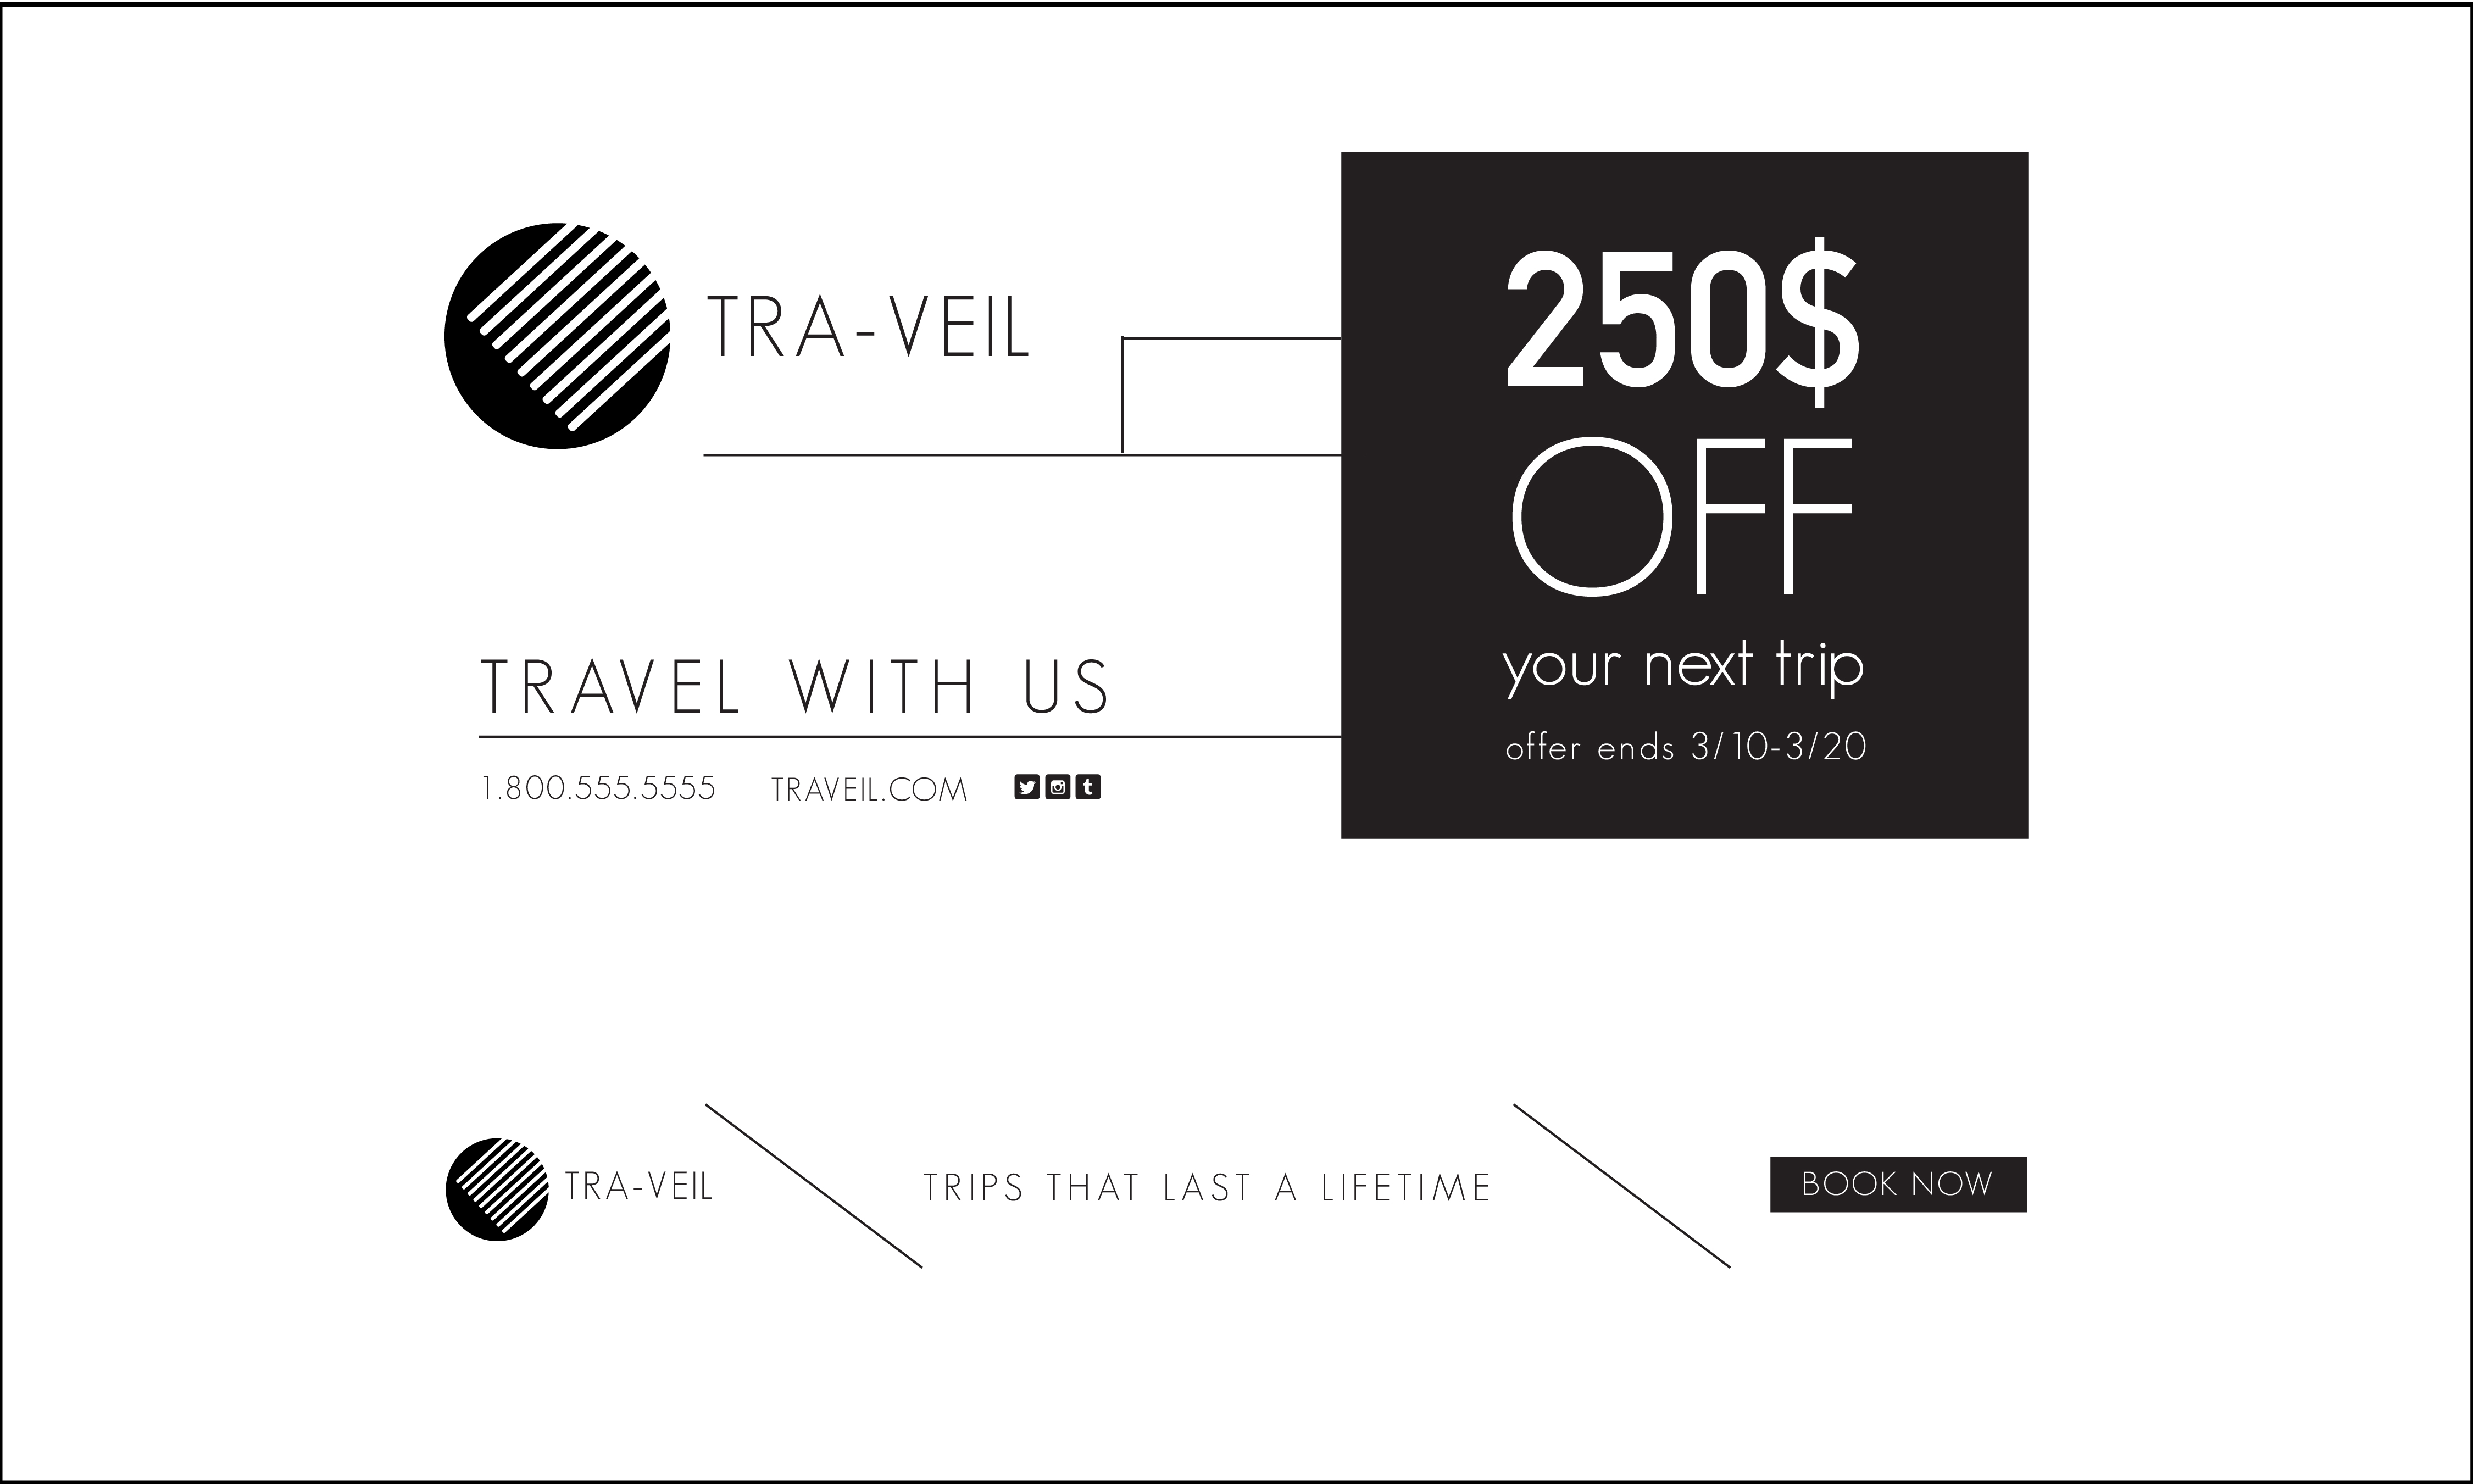 TRA-VEIL
250$
OFF
your next trip
offer ends 3/10-3/20
TRAVEL WITH US
1.800.555.5555 TRAVEIL.COM
TRA-VEIL
TRIPS THAT LAST A LIFETIME
BOOK NOW